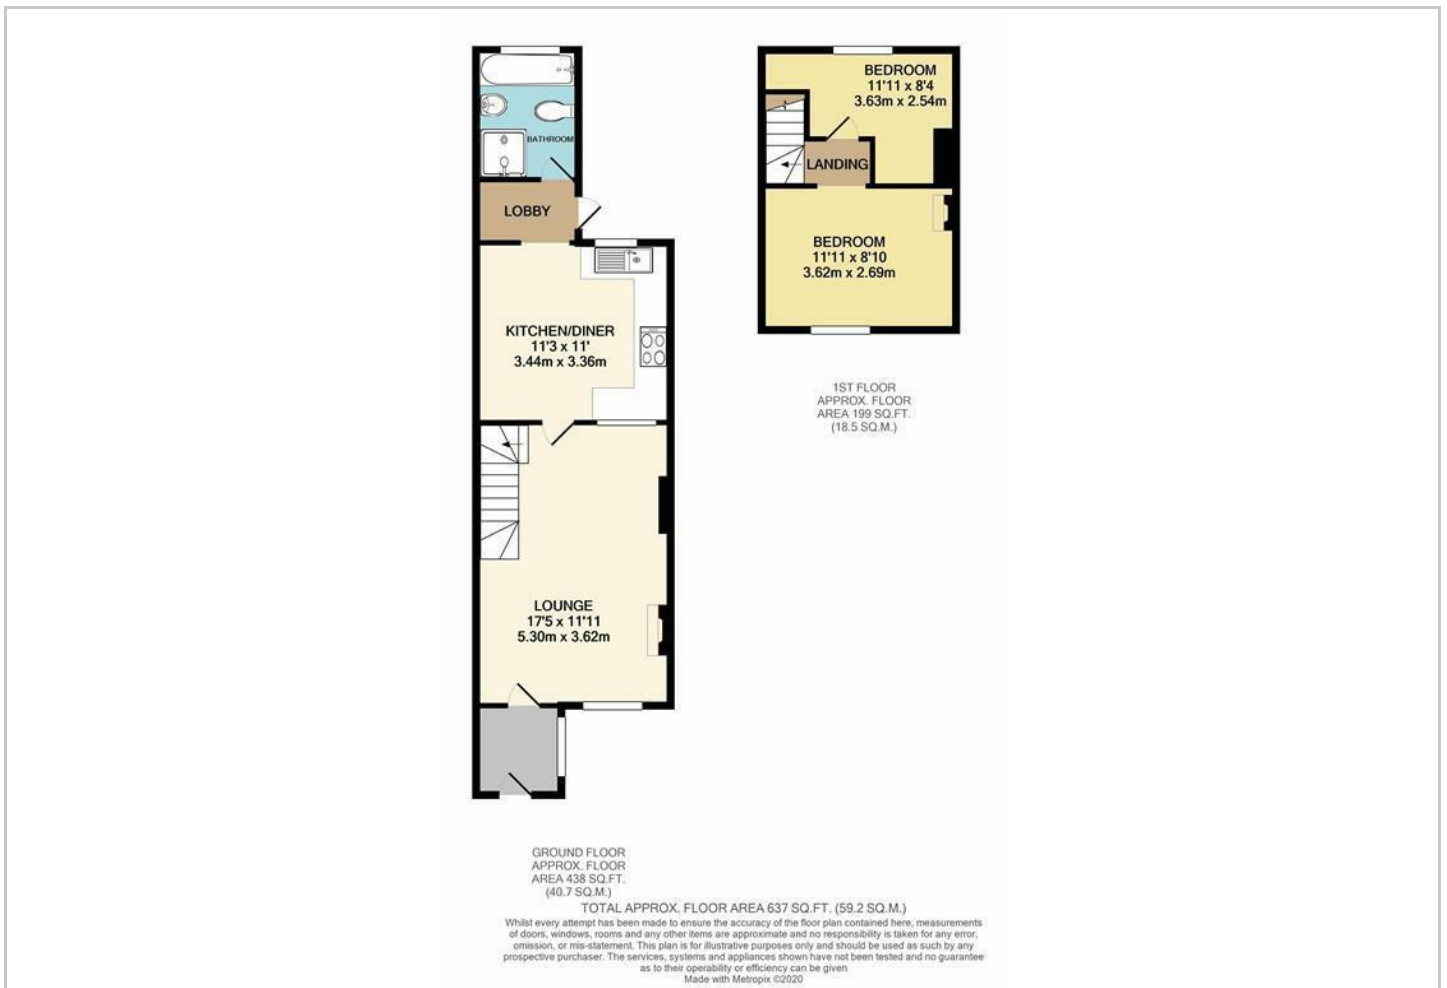 BATHROOM
LOBBY
KITCHEN/DINER
11'3 x 11'
3.44m x 3.36m
LOUNGE
17'5 x 11'11
5.30m x 3.62m
BEDROOM
11'11 x 8'4
3.63m x 2.54m
LANDING
BEDROOM
11'11 x 8'10
3.62m x 2.69m
1ST FLOOR
APPROX. FLOOR
AREA 199 SQ.FT.
(18.5 SQ.M.)
GROUND FLOOR
APPROX. FLOOR
AREA 438 SQ.FT.
(40.7 SQ.M.)
TOTAL APPROX. FLOOR AREA 637 SQ.FT. (59.2 SQ.M.)
Whilst every attempt has been made to ensure the accuracy of the floor plan contained here, measurements
of doors, windows, rooms and any other items are approximate and no responsibility is taken for any error,
omission, or mis-statement. This plan is for illustrative purposes only and should be used as such by any
prospective purchaser. The services, systems and appliances shown have not been tested and no guarantee
as to their operability or efficiency can be given
Made with Metropix ©2020